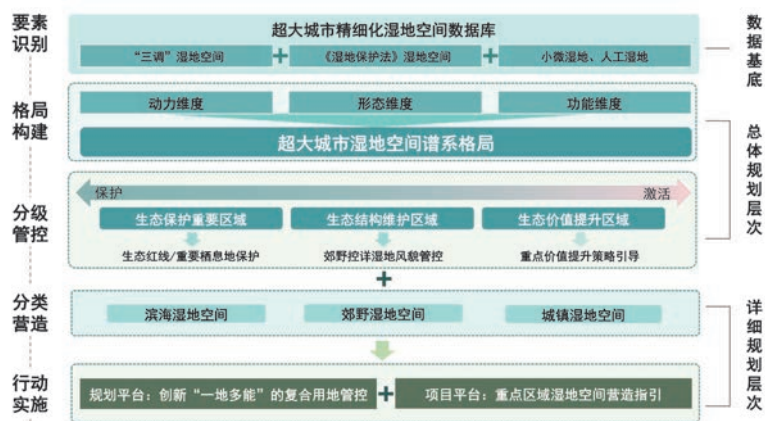 要素
识别
超大城市精细化湿地空间数据库
“三调”湿地空间
+
《湿地保护法》湿地空间
+
小微湿地、人工湿地
数据基底
格局
构建
动力维度
形态维度
功能维度
超大城市湿地空间谱系格局
总体规划层次
分级
管控
保护
激活
生态保护重要区域
生态结构维护区域
生态价值提升区域
生态红线/重要栖息地保护
郊野控详湿地风貌管控
重点价值提升策略引导
+
分类
营造
滨海湿地空间
郊野湿地空间
城镇湿地空间
详细规划层次
行动
实施
规划平台：创新“一地多能”的复合用地管控
+
项目平台：重点区域湿地空间营造指引